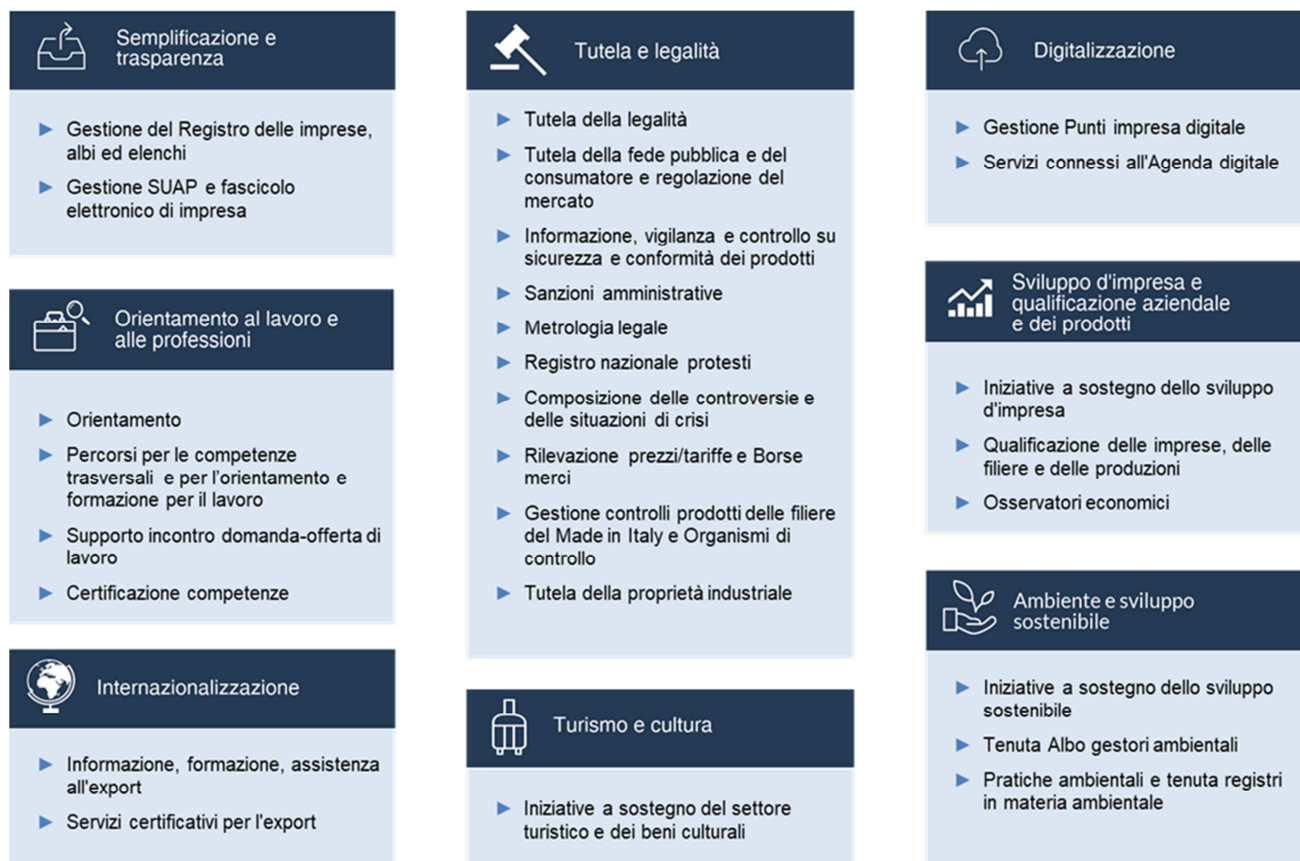 Semplificazione e
trasparenza
Gestione del Registro delle imprese,
albi ed elenchi
Gestione SUAP e fascicolo
elettronico di impresa
Orientamento al lavoro e
alle professioni
Orientamento
Percorsi per le competenze
trasversali e per l'orientamento e
formazione per il lavoro
Supporto incontro domanda-offerta di
lavoro
Certificazione competenze
Internazionalizzazione
Informazione, formazione, assistenza
all'export
Servizi certificativi per l'export
Tutela e legalità
Tutela della legalità
Tutela della fede pubblica e del
consumatore e regolazione del
mercato
Informazione, vigilanza e controllo su
sicurezza e conformità dei prodotti
Sanzioni amministrative
Metrologia legale
Registro nazionale protesti
Composizione delle controversie e
delle situazioni di crisi
Rilevazione prezzi/tariffe e Borse
merci
Gestione controlli prodotti delle filiere
del Made in Italy e Organismi di
controllo
Tutela della proprietà industriale
Turismo e cultura
Iniziative a sostegno del settore
turistico e dei beni culturali
Digitalizzazione
Gestione Punti impresa digitale
Servizi connessi all'Agenda digitale
Sviluppo d'impresa e
qualificazione aziendale
e dei prodotti
Iniziative a sostegno dello sviluppo
d'impresa
Qualificazione delle imprese, delle
filiere e delle produzioni
Osservatori economici
Ambiente e sviluppo
sostenibile
Iniziative a sostegno dello sviluppo
sostenibile
Tenuta Albo gestori ambientali
Pratiche ambientali e tenuta registri
in materia ambientale